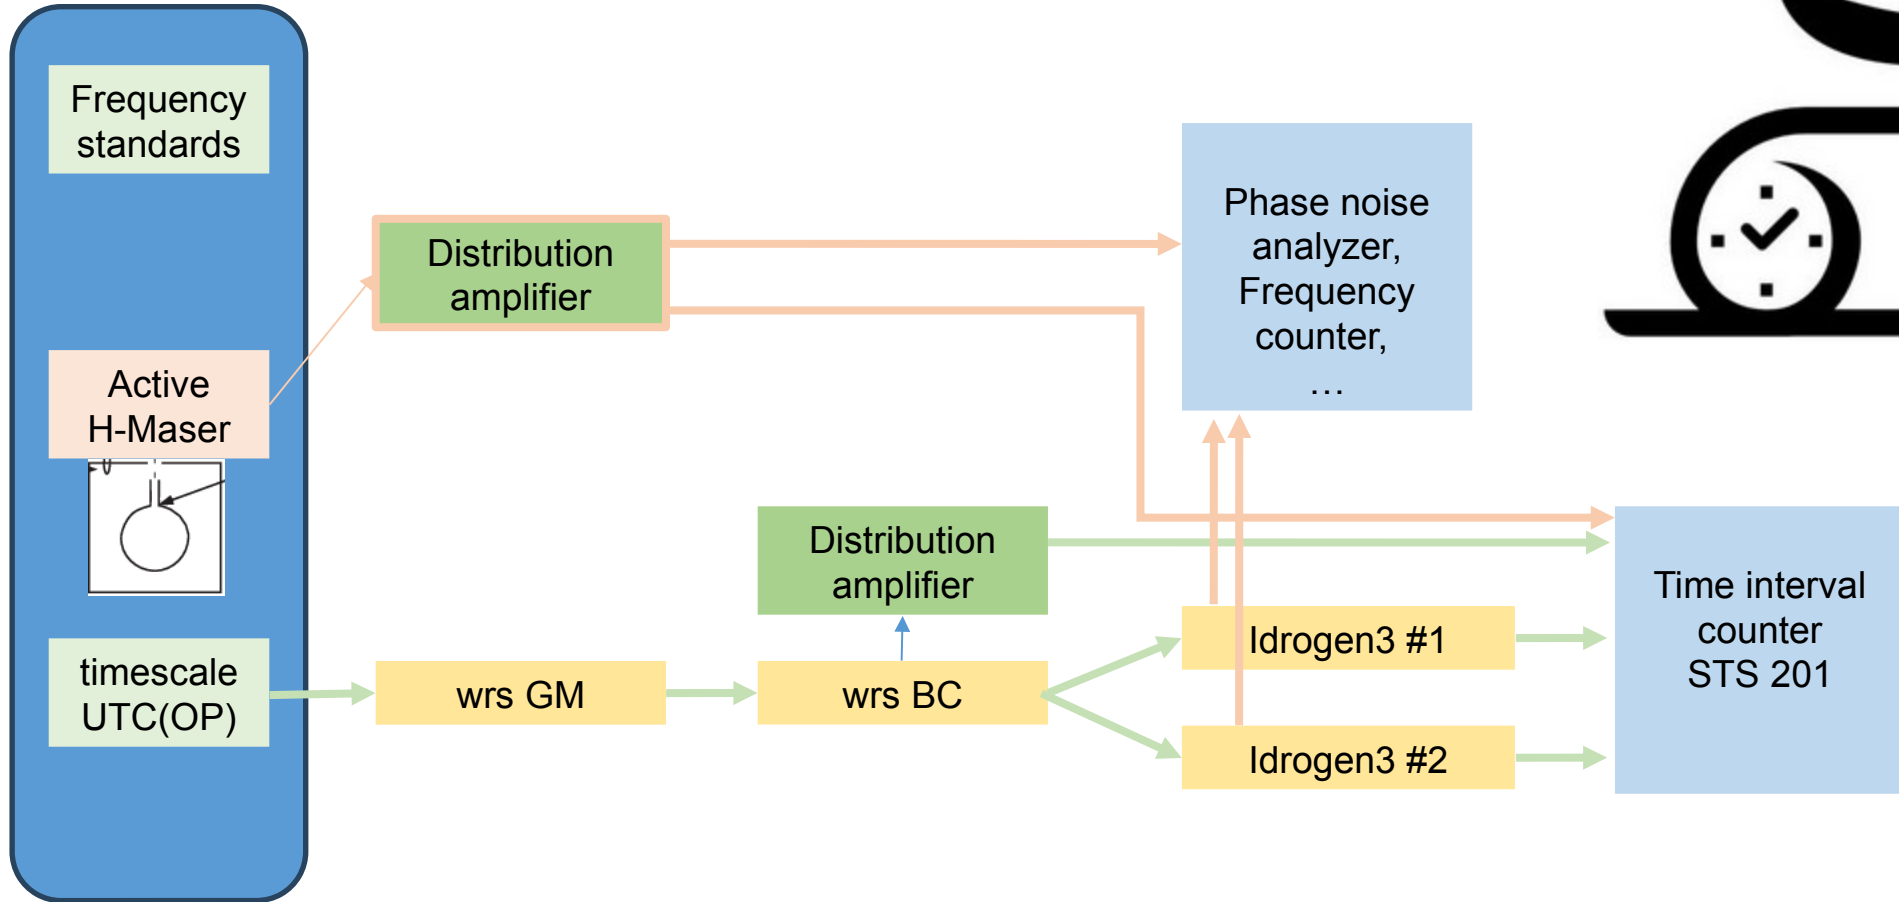 Frequency
standards
Active
H-Maser
timescale
UTC(OP)
Distribution
amplifier
wrs GM
Distribution
amplifier
wrs BC
Phase noise
analyzer,
Frequency
counter,
…
Idrogen3 #1
Idrogen3 #2
Time interval
counter
STS 201